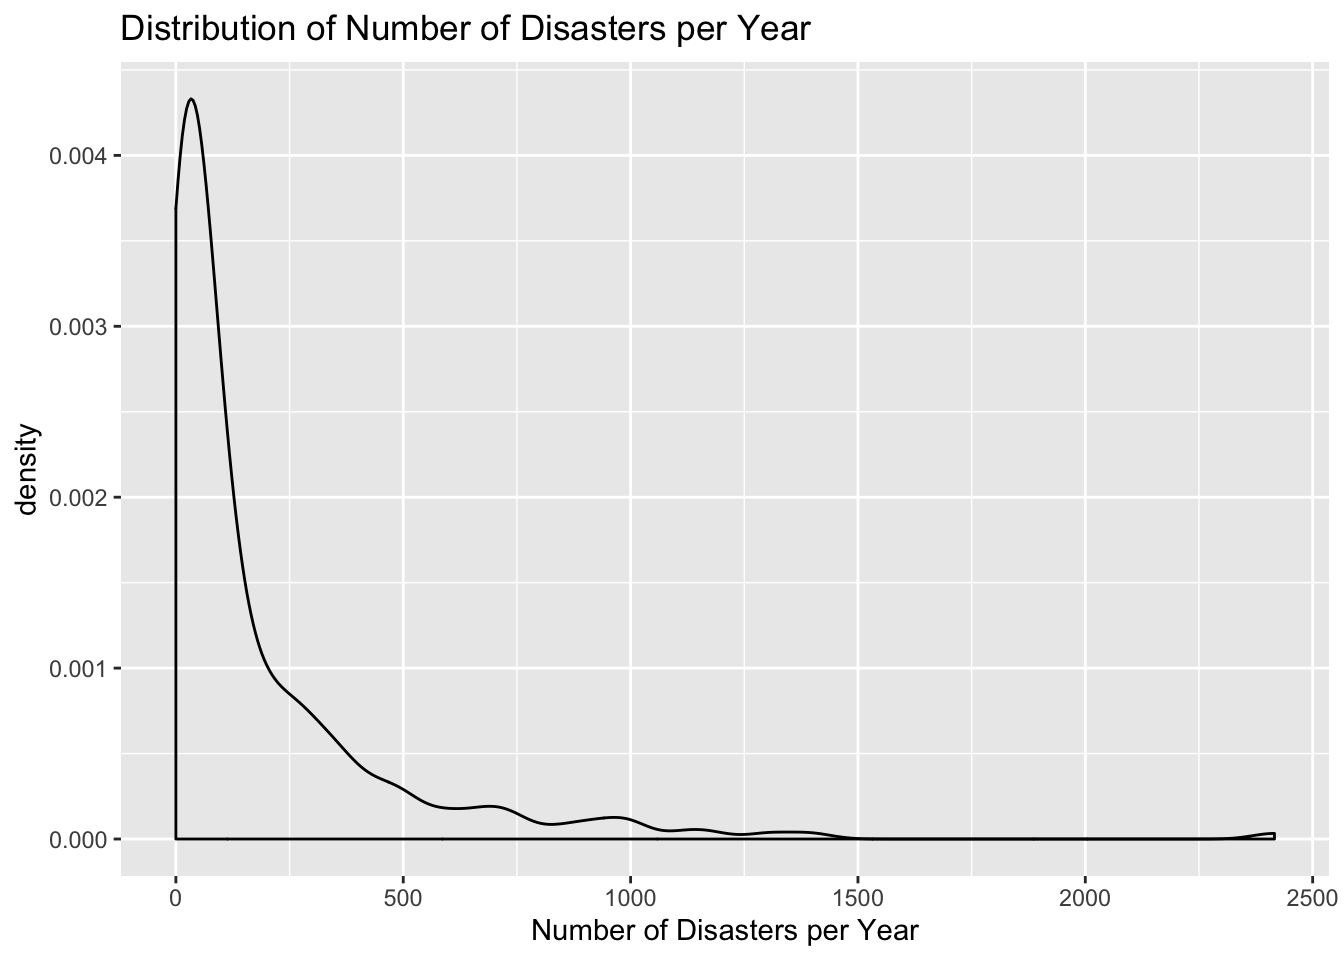 Distribution of Number of Disasters per Year
0.004
0.003
0.002
0.001
0.000
density
0 500 1000 1500 2000 2500
Number of Disasters per Year